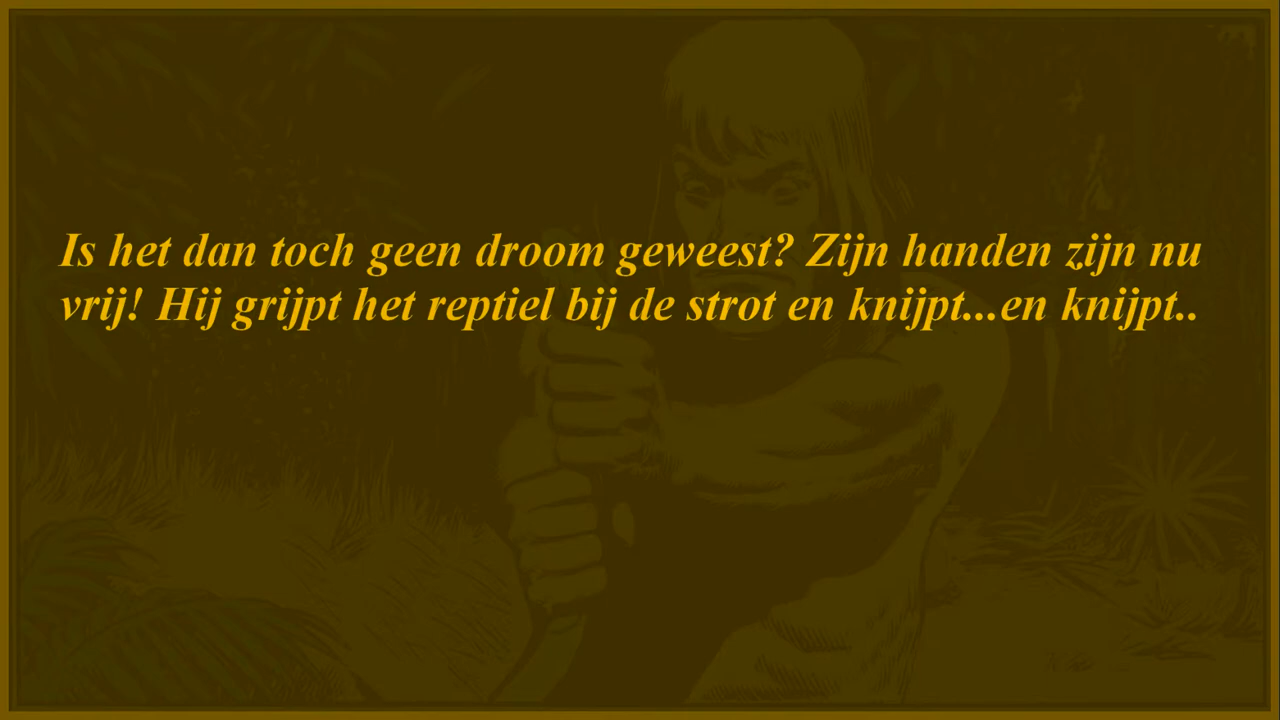 Is het dan toch geen droom geweest? Zijn handen zijn nu
vrij! Hij grijpt het reptiel bij de strot en knijpt...en knijpt..